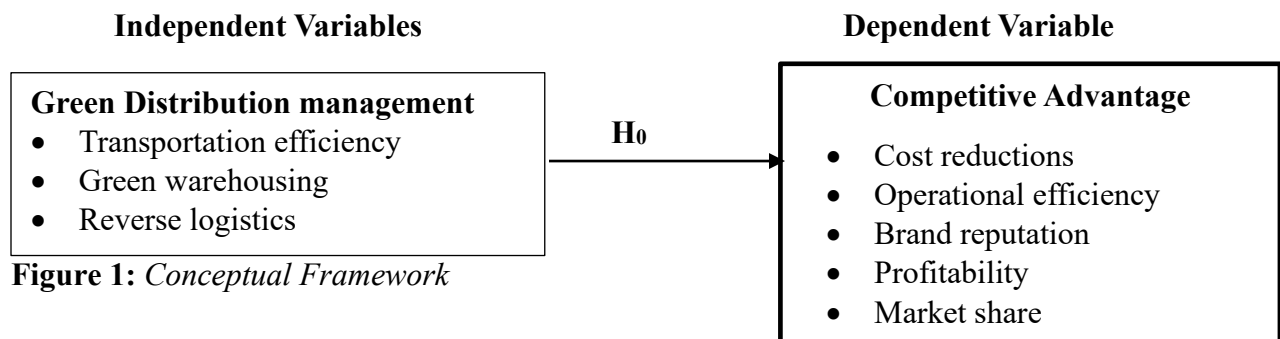 Independent Variables
Dependent Variable
Green Distribution management
• Transportation efficiency
• Green warehousing
• Reverse logistics
H₀
Competitive Advantage
• Cost reductions
• Operational efficiency
• Brand reputation
• Profitability
• Market share
Figure 1: Conceptual Framework